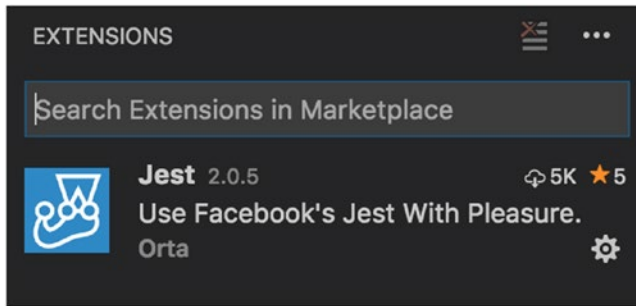 EXTENSIONS
Search Extensions in Marketplace
Jest 2.0.5 5K 5
Use Facebook's Jest With Pleasure.
Orta